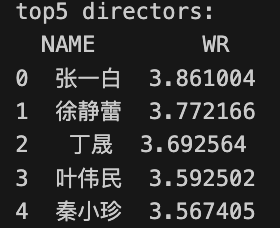 top5 directors:
NAME WR
0 张一白 3.861004
1 徐静蕾 3.772166
2 丁晟 3.692564
3 叶伟民 3.592502
4 秦小珍 3.567405